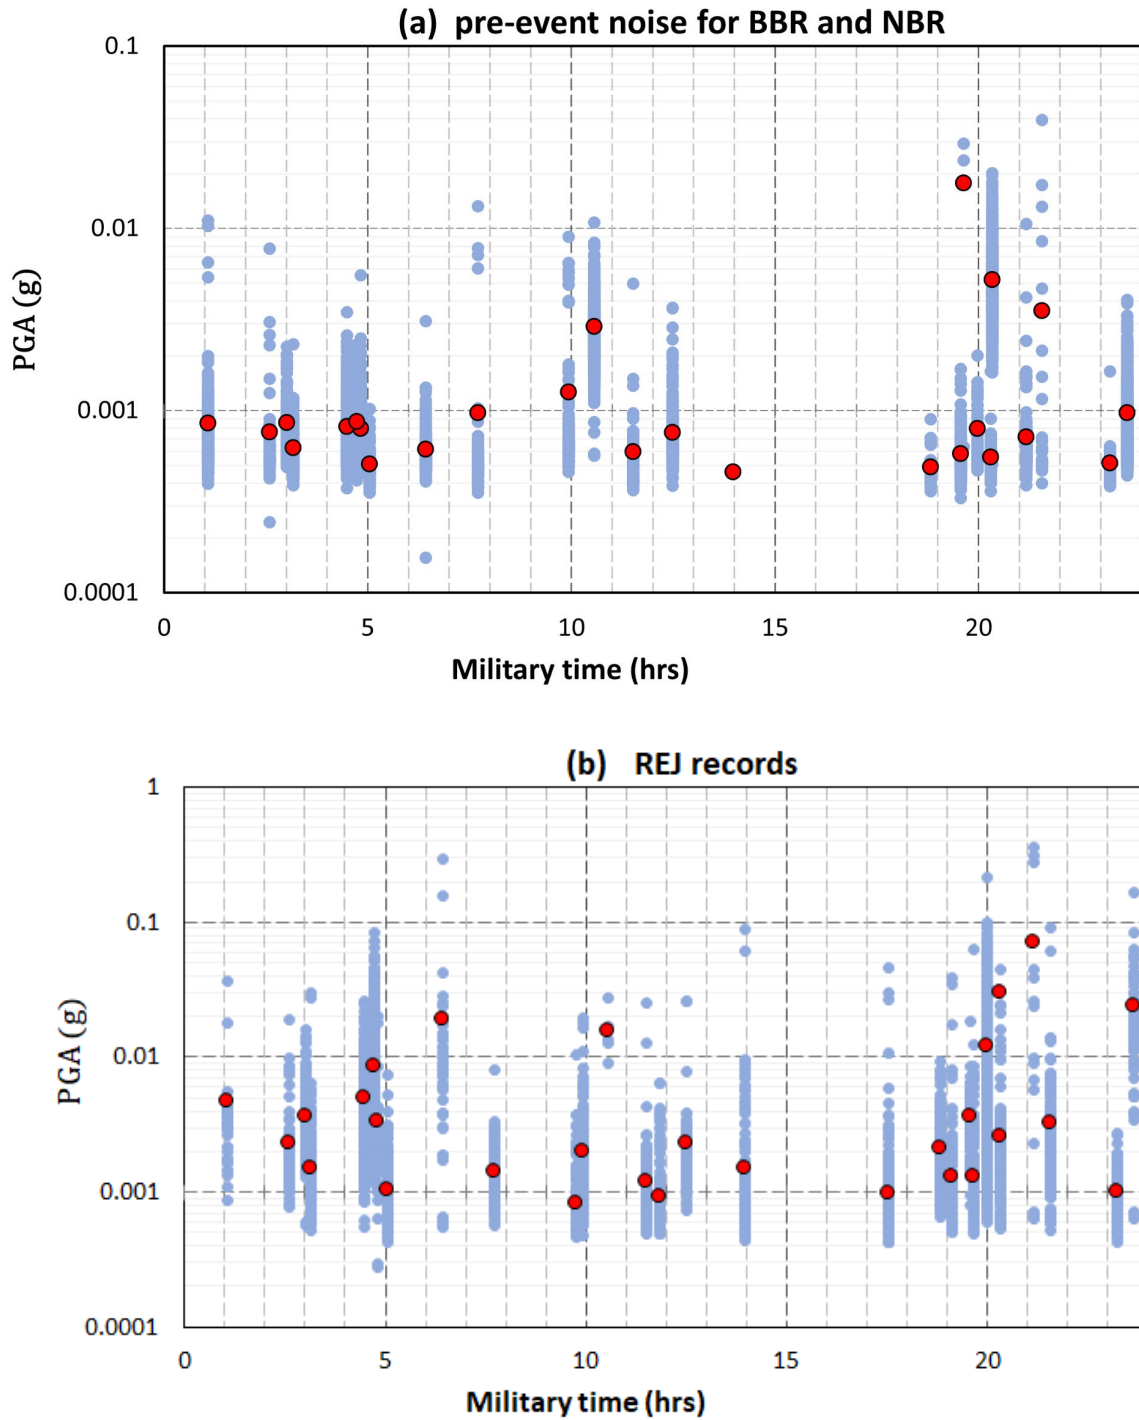 (a) pre-event noise for BBR and NBR
0.1
0.01
0.001
0.0001
PGA (g)
0 5 10 15 20
Military time (hrs)
(b) REJ records
1
0.1
0.01
0.001
0.0001
PGA (g)
0 5 10 15 20
Military time (hrs)